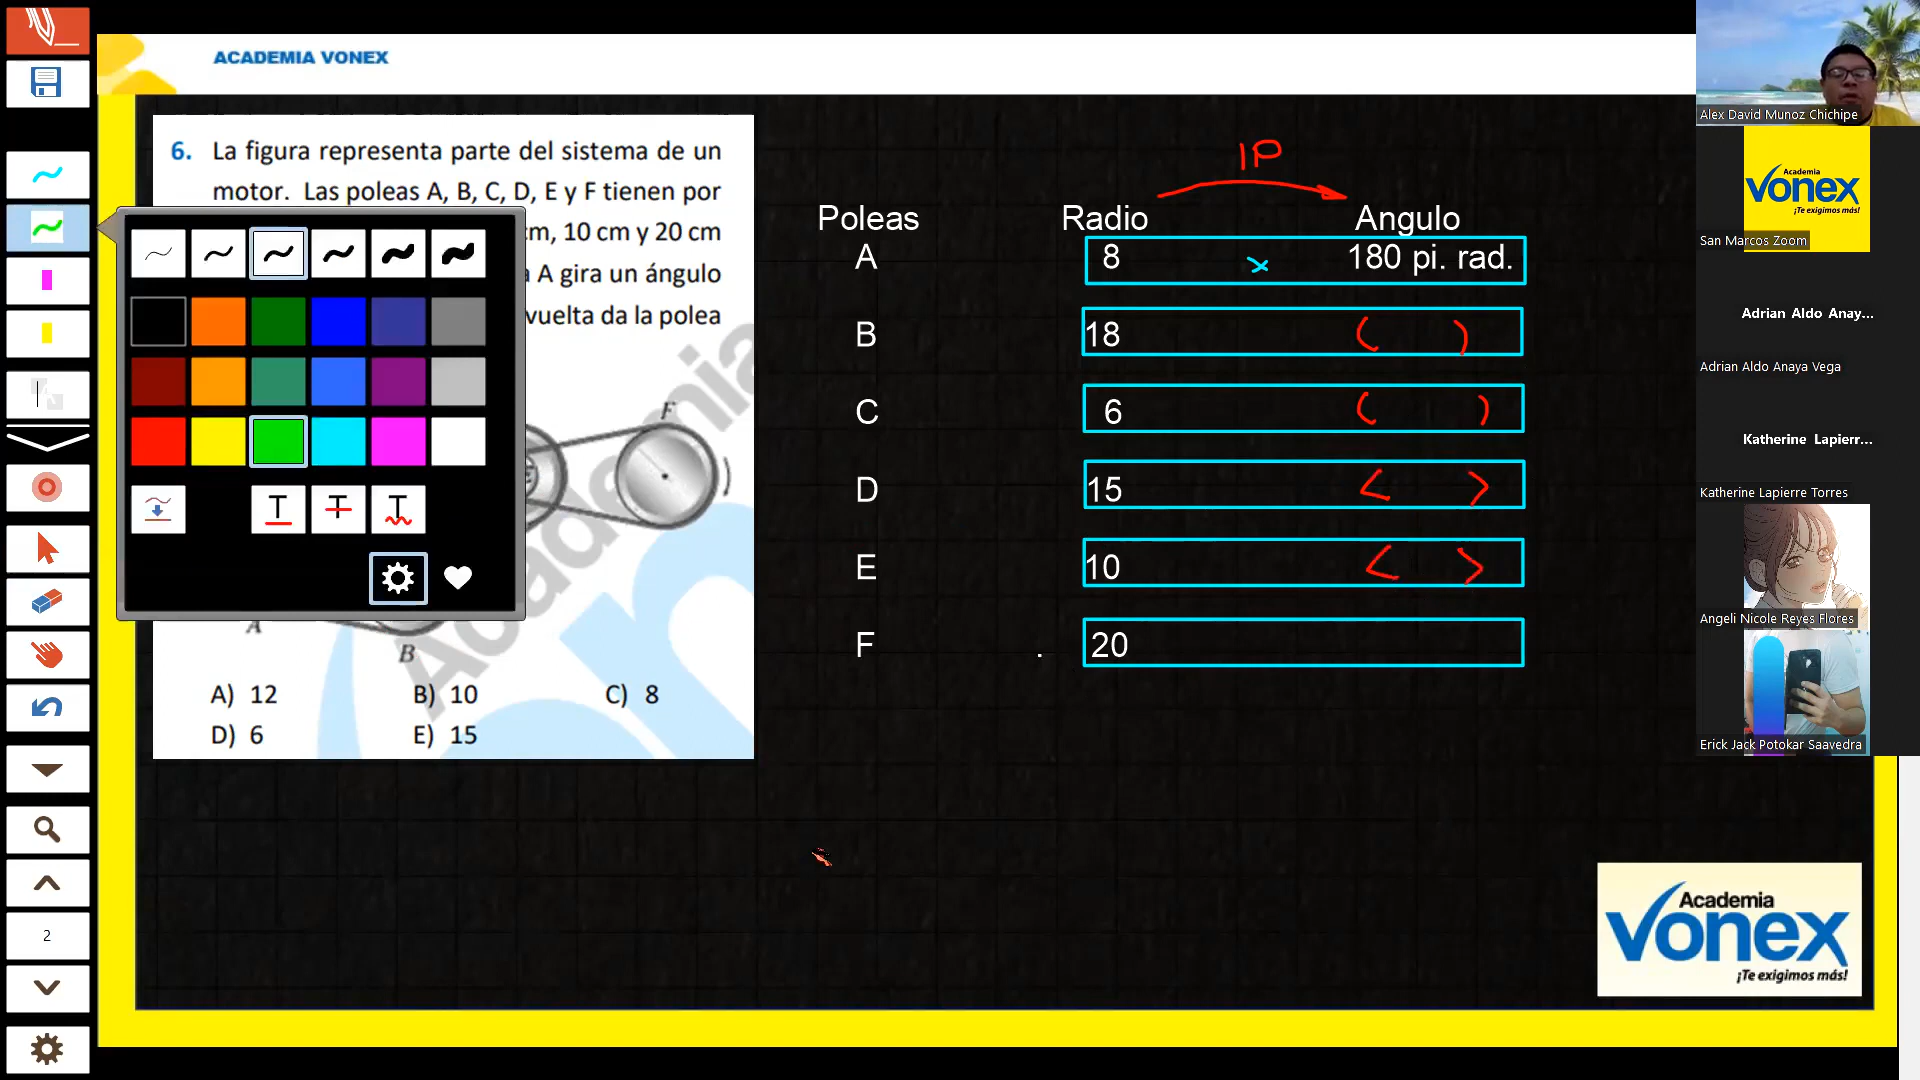 ACADEMIA VONEX
6. La figura representa parte del sistema de un
motor. Las poleas A, B, C, D, E y F tienen por
cm, 10 cm y 20 cm
A gira un ángulo
vuelta da la polea
F
A
B
A) 12 B) 10 C) 8
D) 6 E) 15
Academia
IP
Poleas Radio Angulo
A 8 x 180 pi. rad.
B 18 ( )
C 6 ( )
D 15 < >
E 10 < >
F . 20
T T T
2
Alex David Munoz Chichipe
Academia
Vonex
¡Te exigimos más!
San Marcos Zoom
Adrian Aldo Anay...
Adrian Aldo Anaya Vega
Katherine Lapierr...
Katherine Lapierre Torres
Angeli Nicole Reyes Flores
Erick Jack Potokar Saavedra
Academia
Vonex
¡Te exigimos más!